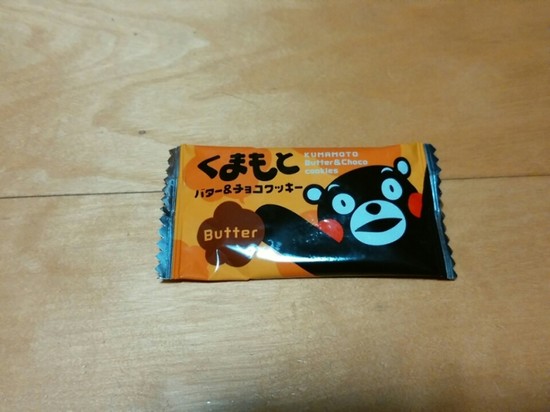 くまもと
KUMAMOTO
Butter&Choco
cookies
バター&チョコクッキー
Butter